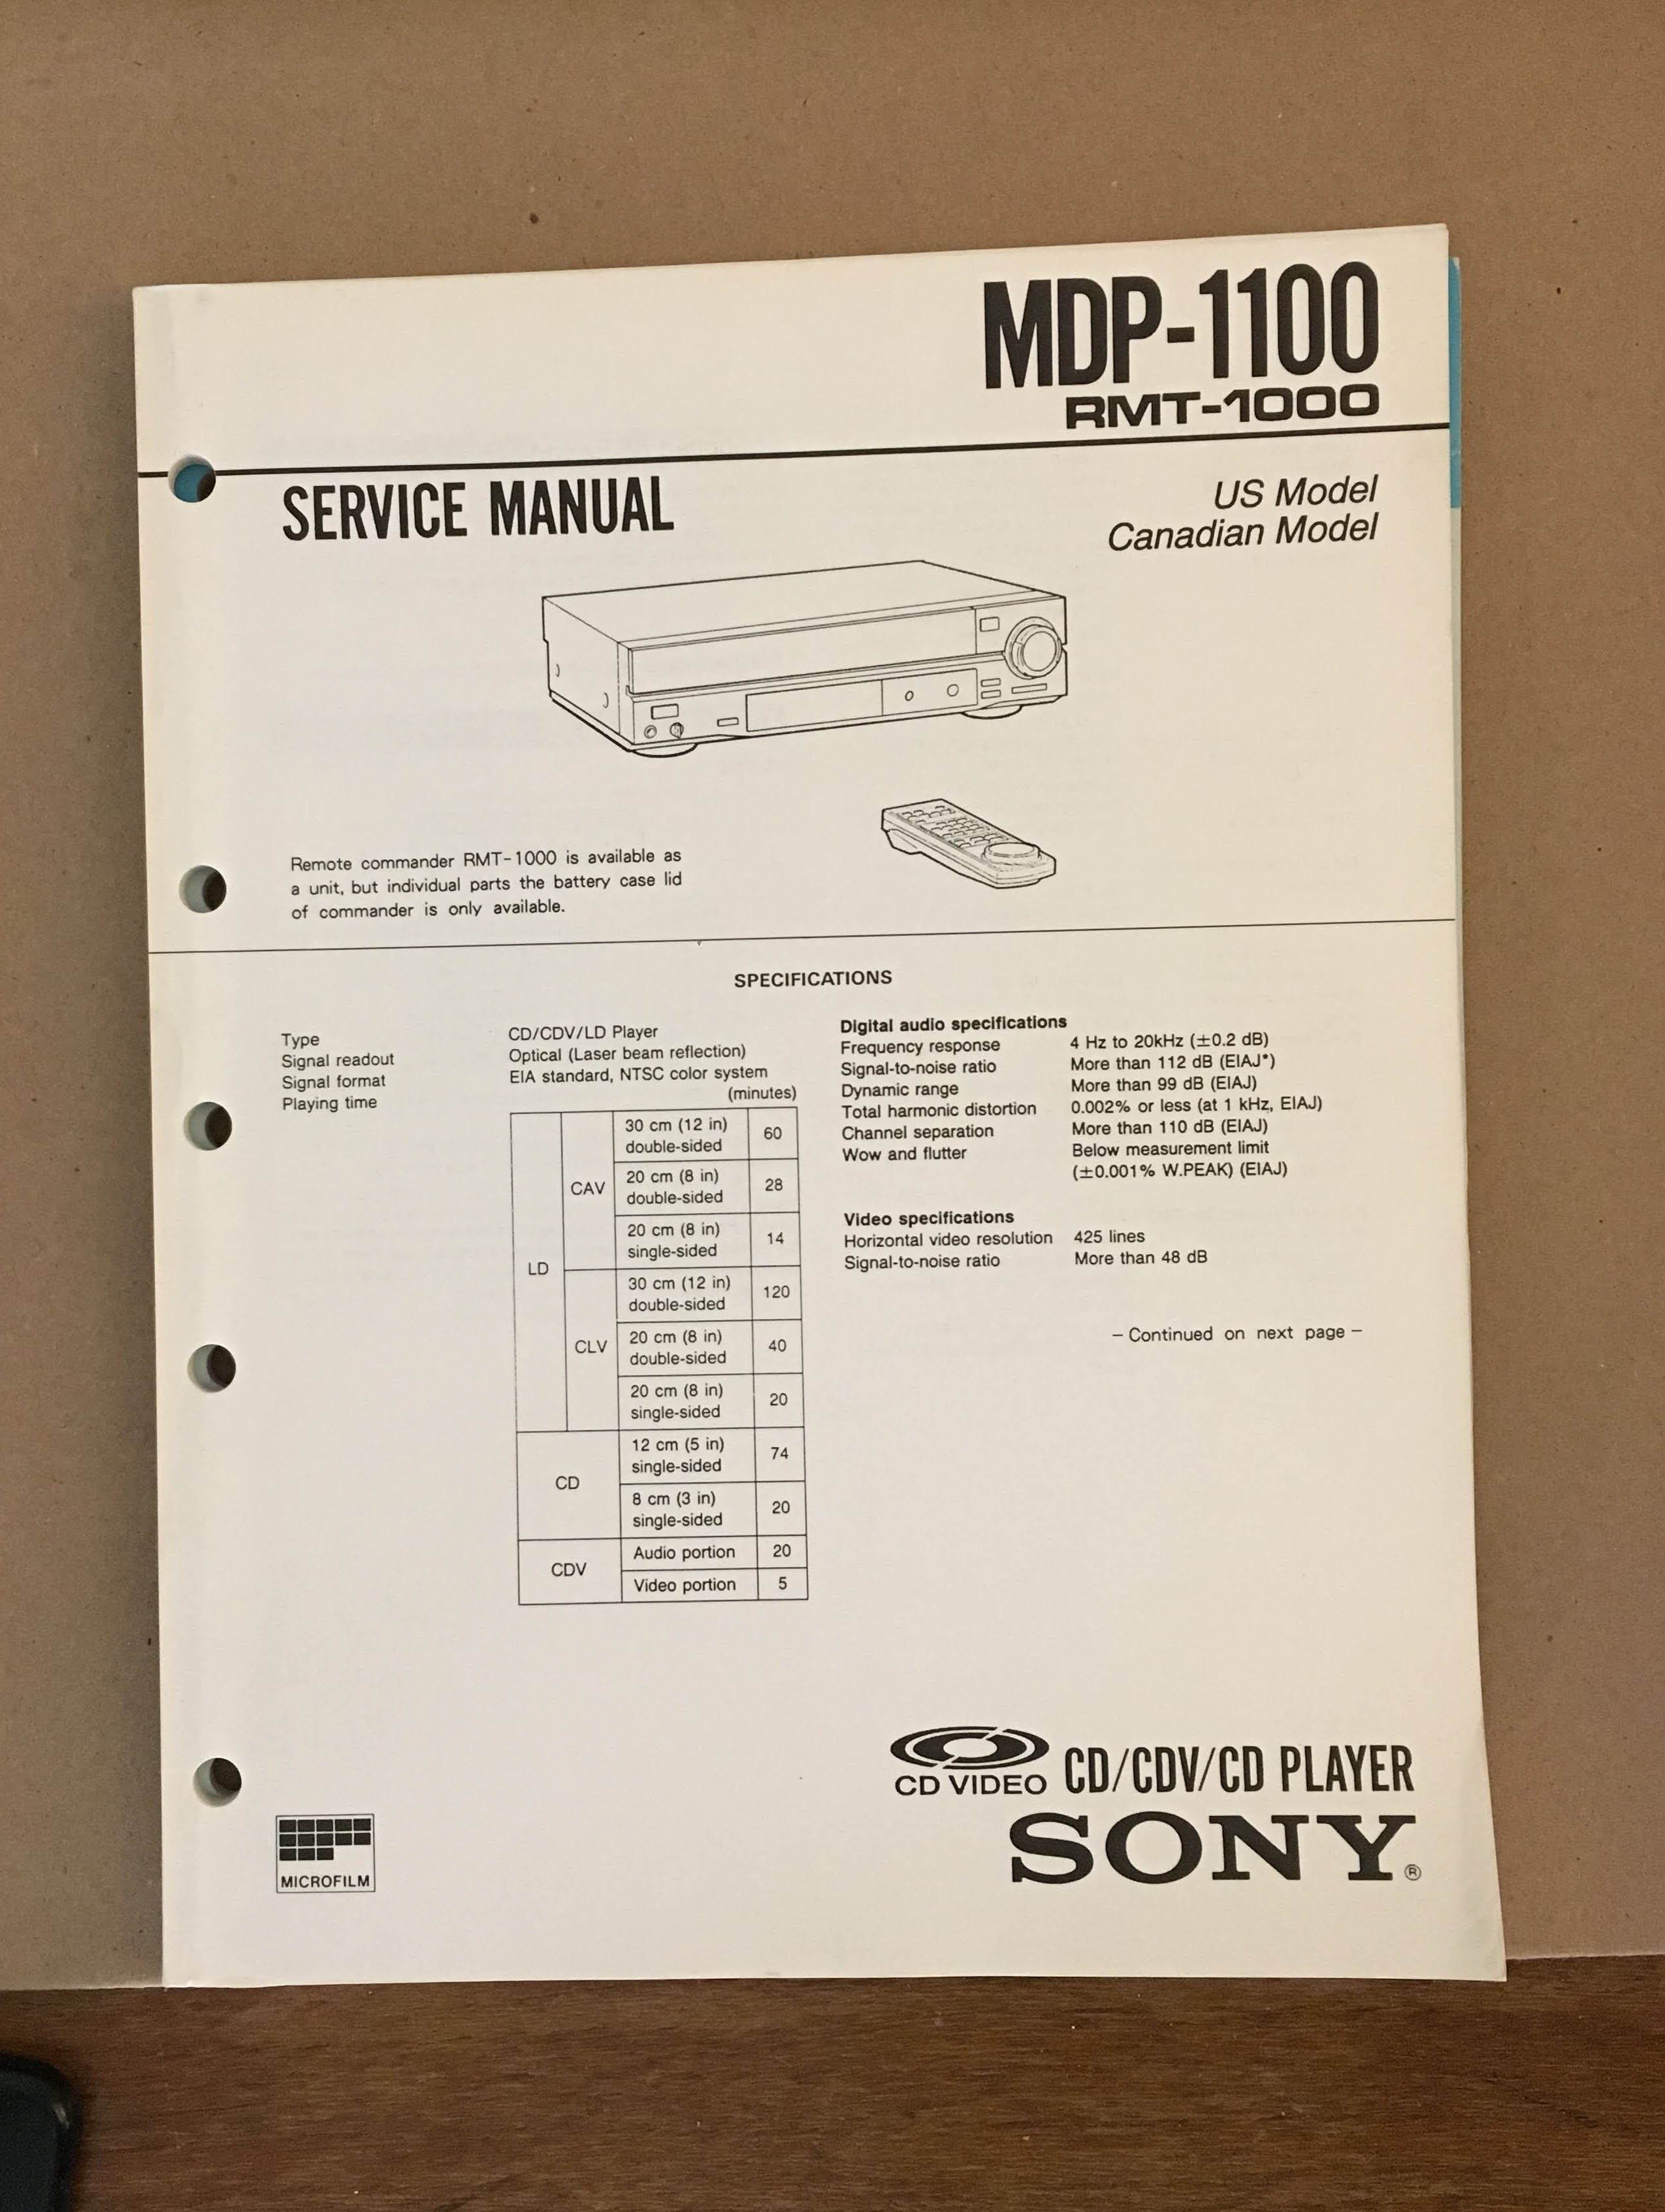 MDP-1100
RMT-1000
SERVICE MANUAL
US Model
Canadian Model
Remote commander RMT-1000 is available as
a unit, but individual parts the battery case lid
of commander is only available.
SPECIFICATIONS
Type CD/CDV/LD Player
Signal readout Optical (Laser beam reflection)
Signal format EIA standard, NTSC color system
Playing time (minutes)
LD
CAV
30 cm (12 in)
double-sided
60
20 cm (8 in)
double-sided
28
20 cm (8 in)
single-sided
14
CLV
30 cm (12 in)
double-sided
120
20 cm (8 in)
double-sided
40
20 cm (8 in)
single-sided
20
CD
12 cm (5 in)
single-sided
74
8 cm (3 in)
single-sided
20
CDV
Audio portion 20
Video portion 5
Digital audio specifications
Frequency response 4 Hz to 20kHz (±0.2 dB)
Signal-to-noise ratio More than 112 dB (EIAJ*)
Dynamic range More than 99 dB (EIAJ)
Total harmonic distortion 0.002% or less (at 1 kHz, EIAJ)
Channel separation More than 110 dB (EIAJ)
Wow and flutter Below measurement limit
(±0.001% W.PEAK) (EIAJ)
Video specifications
Horizontal video resolution 425 lines
Signal-to-noise ratio More than 48 dB
– Continued on next page –
CD VIDEO
CD/CDV/CD PLAYER
SONY®
MICROFILM